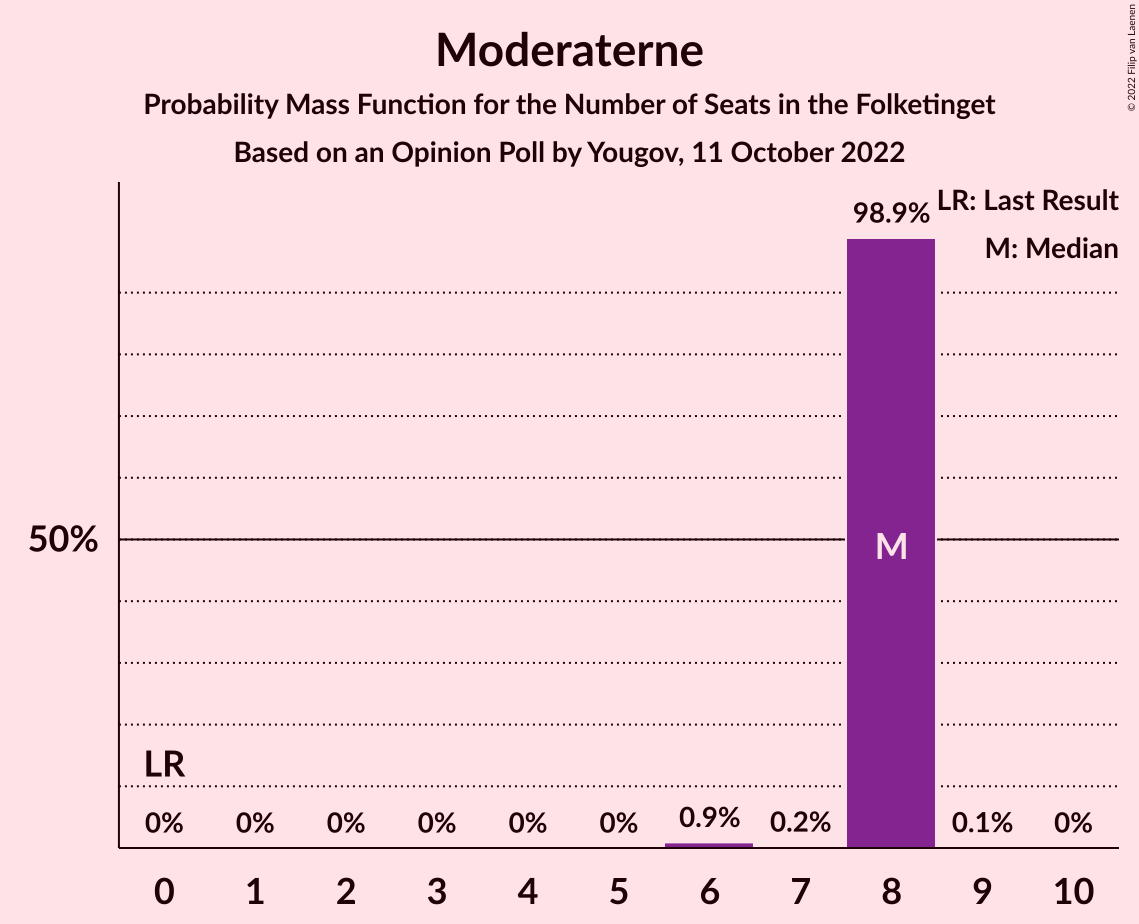 Moderaterne
Probability Mass Function for the Number of Seats in the Folketinget
Based on an Opinion Poll by Yougov, 11 October 2022
© 2022 Filip van Laenen
LR: Last Result
M: Median
98.9%
50%
M
LR
0% 0% 0% 0% 0% 0% 0.9% 0.2% 0.1% 0%
0 1 2 3 4 5 6 7 8 9 10